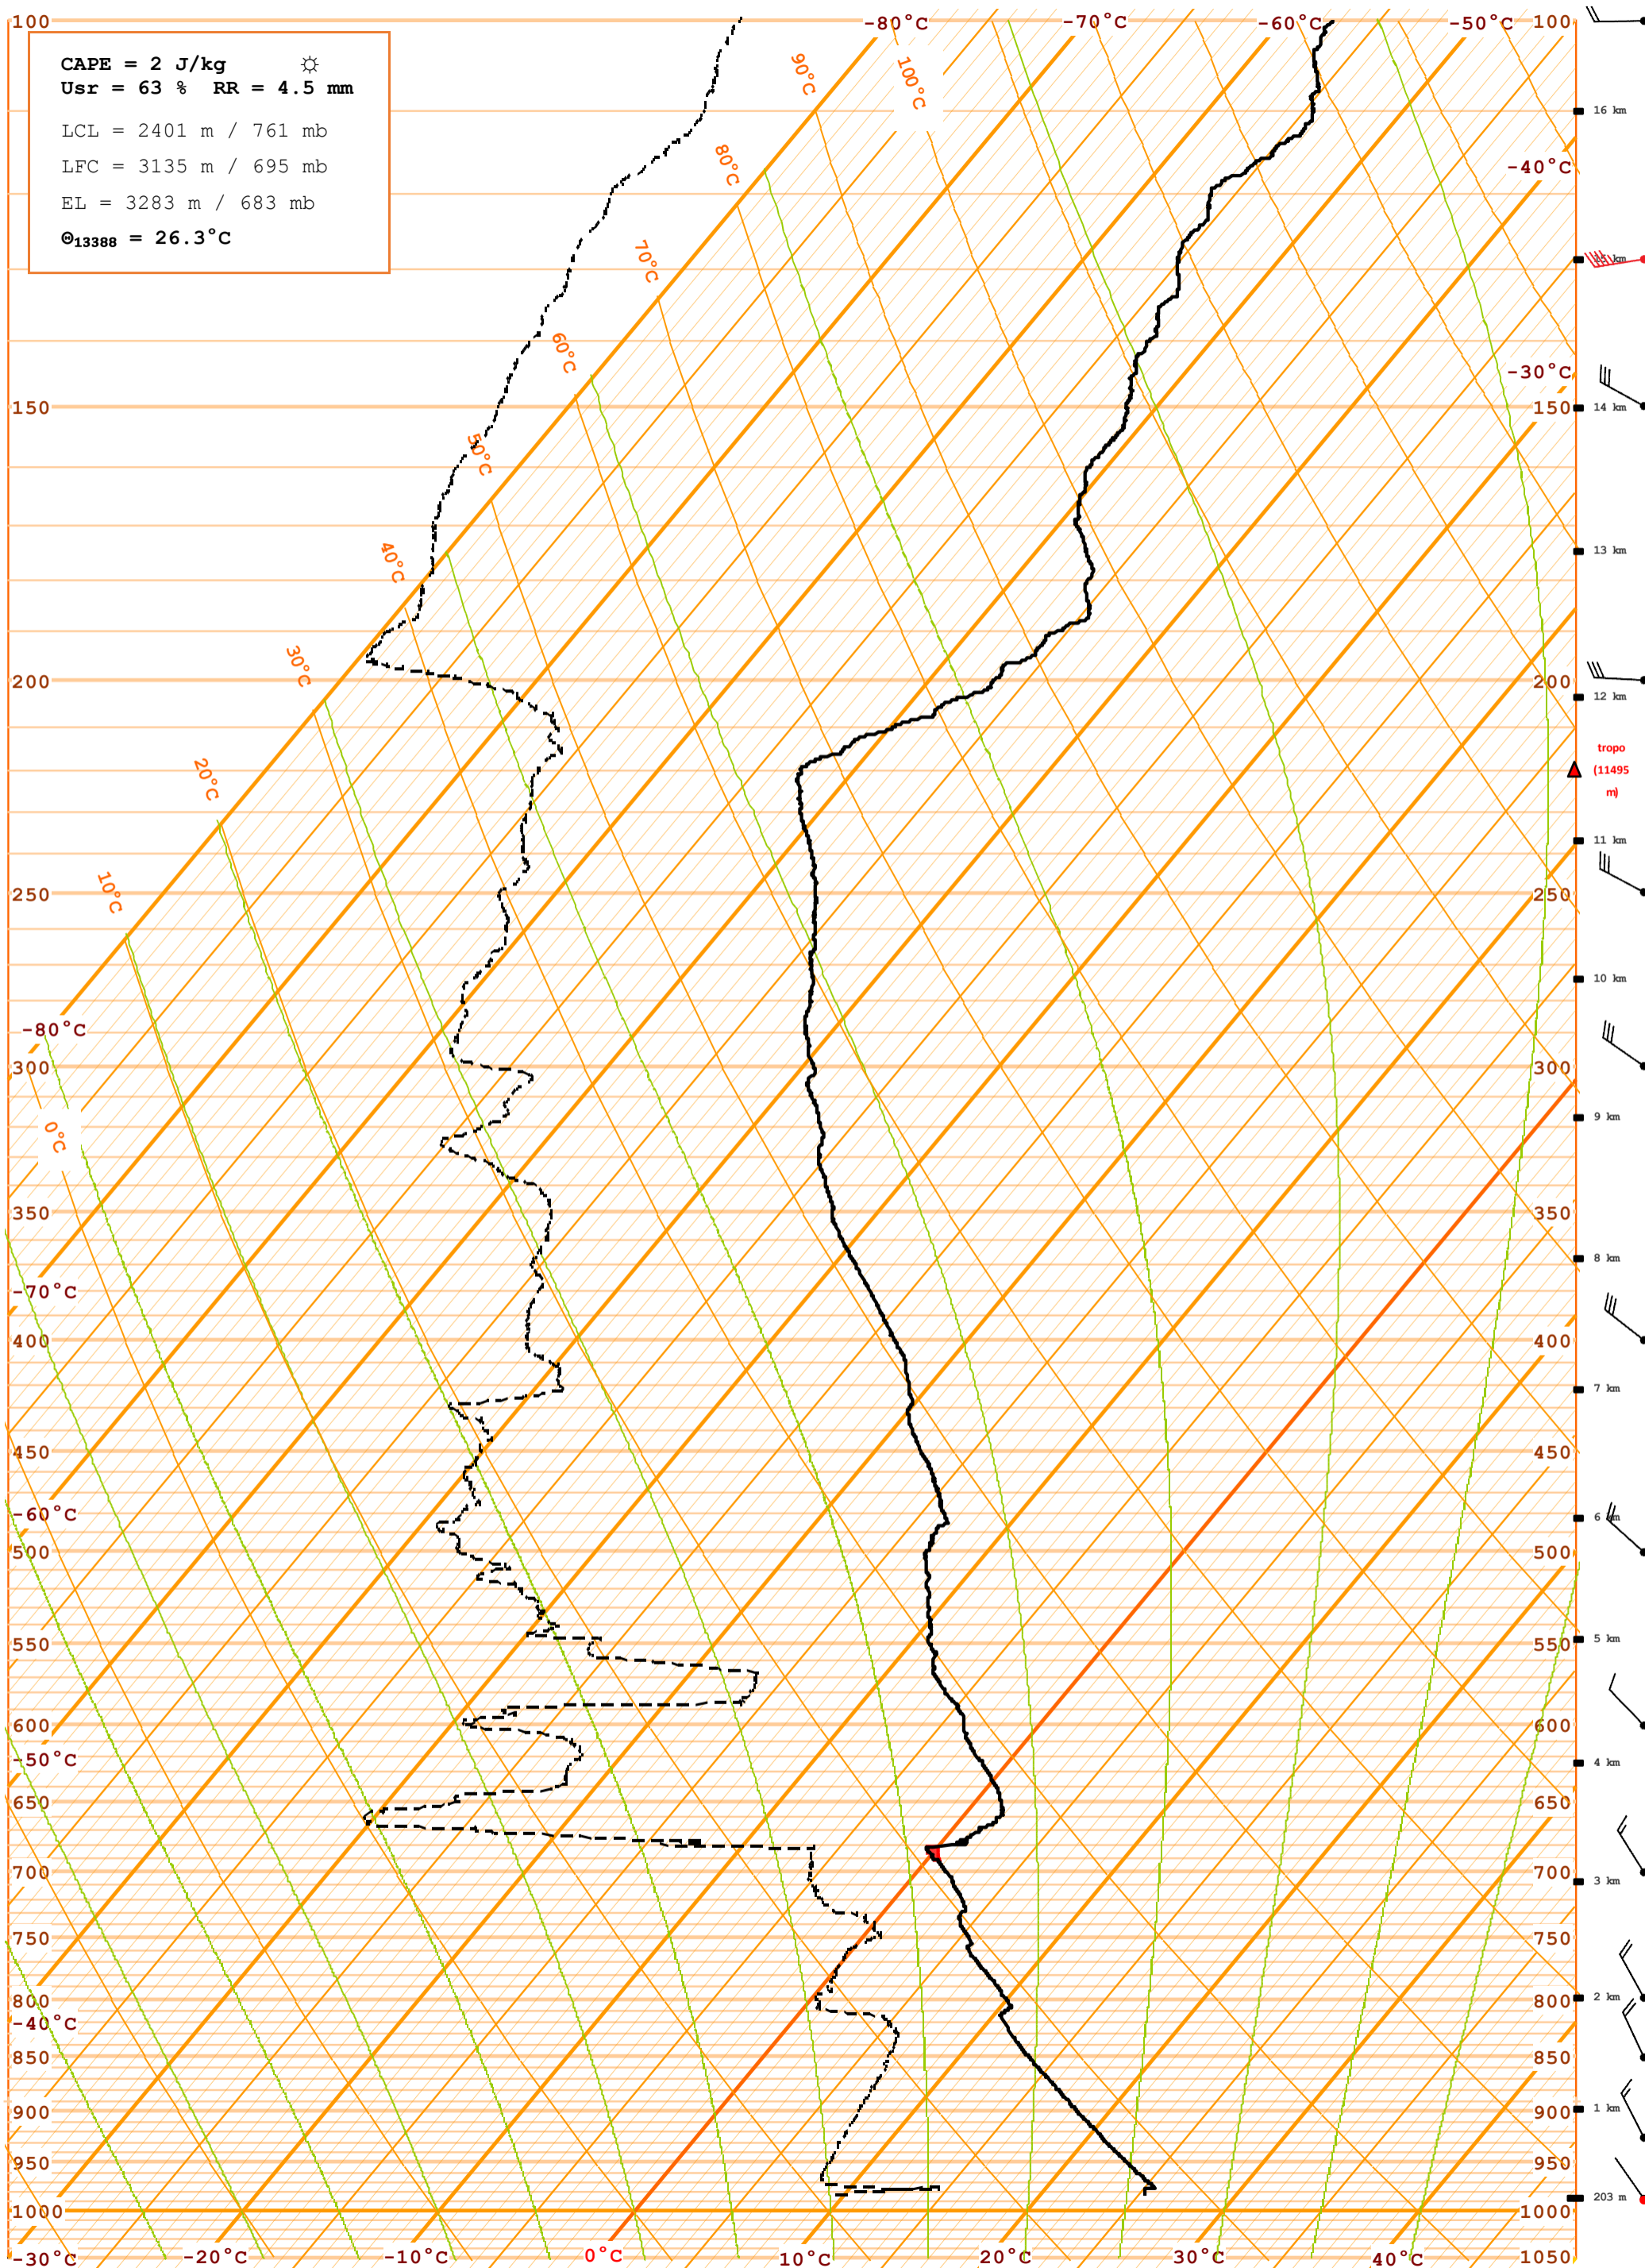 100 -80°C -70°C -60°C -50°C 100
CAPE = 2 J/kg ☼
Usr = 63 % RR = 4.5 mm
LCL = 2401 m / 761 mb
LFC = 3135 m / 695 mb
EL = 3283 m / 683 mb
Θ13388 = 26.3°C
90°C 100°C
16 km
80°C -40°C
70°C
60°C -30°C
150 150 14 km
50°C
40°C 13 km
30°C
200 200
12 km
20°C tropo
(11495
m)
11 km
10°C
250 250
10 km
-80°C
300 300
0°C 9 km
350 350
8 km
-70°C
400 400
7 km
450 450
-60°C 6 km
500 500
550 550 5 km
600 600
-50°C 4 km
650 650
700 700
3 km
750 750
800 800 2 km
-40°C
850 850
900 900 1 km
950 950
203 m
1000 1000
-30°C -20°C -10°C 0°C 10°C 20°C 30°C 40°C 1050